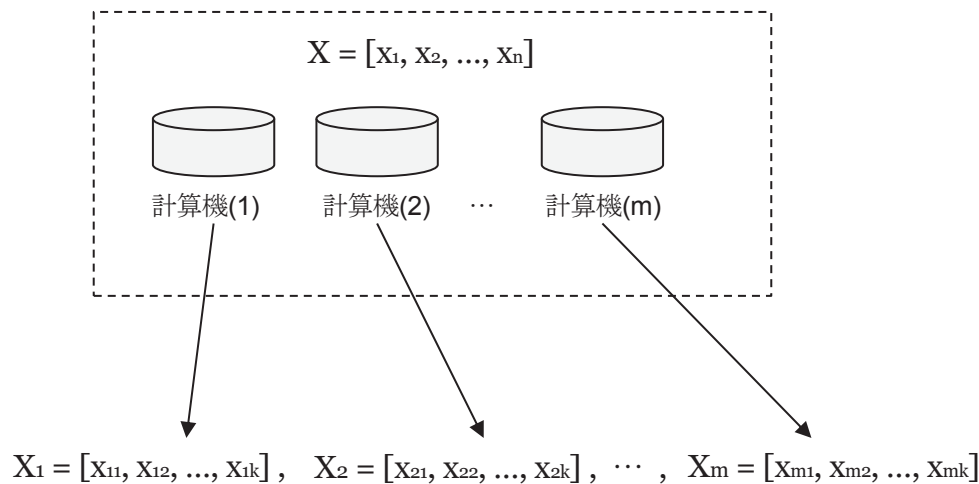 X = [x₁, x₂, ..., xₙ]
計算機(1) 計算機(2) … 計算機(m)
X₁ = [x₁₁, x₁₂, ..., x₁ₖ] , X₂ = [x₂₁, x₂₂, ..., x₂ₖ] , … , Xₘ = [xₘ₁, xₘ₂, ..., xₘₖ]